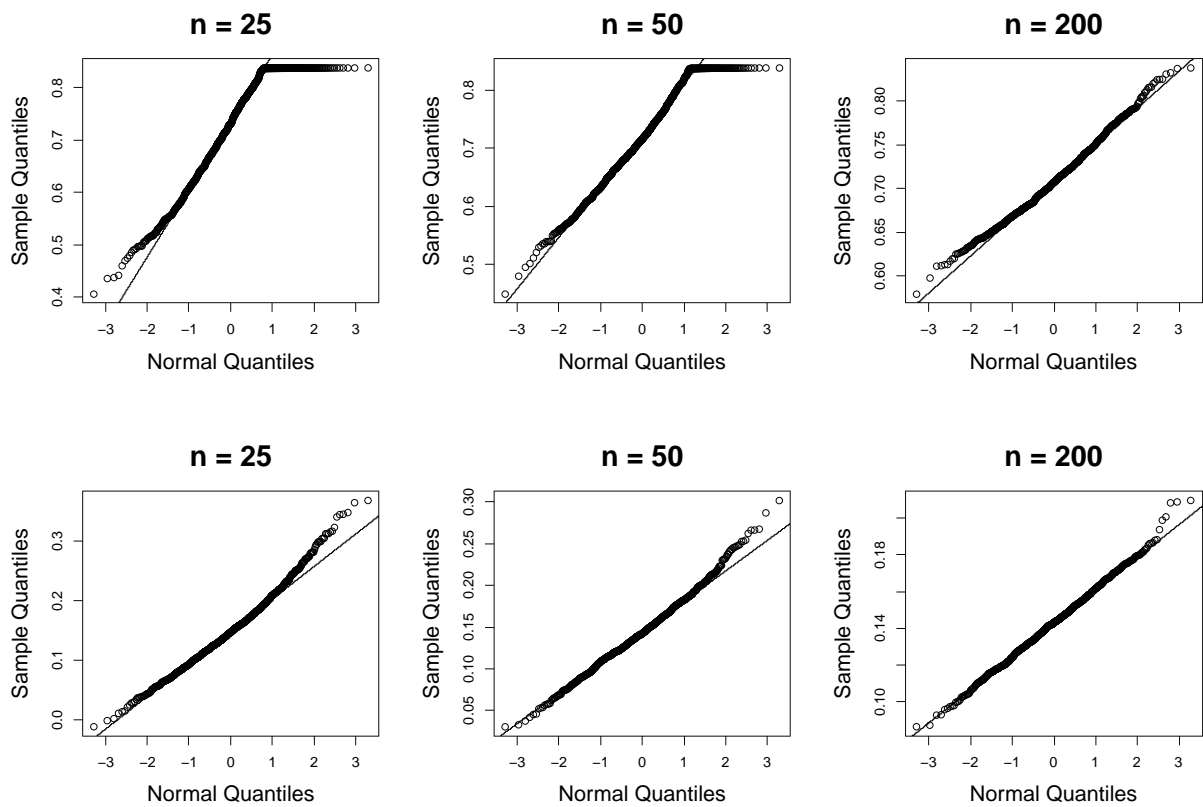 n = 25
n = 50
n = 200
Sample Quantiles
0.4 0.5 0.6 0.7 0.8
−3 −2 −1 0 1 2 3
Normal Quantiles
Sample Quantiles
0.5 0.6 0.7 0.8
−3 −2 −1 0 1 2 3
Normal Quantiles
Sample Quantiles
0.60 0.65 0.70 0.75 0.80
−3 −2 −1 0 1 2 3
Normal Quantiles
n = 25
n = 50
n = 200
Sample Quantiles
0.0 0.1 0.2 0.3
−3 −2 −1 0 1 2 3
Normal Quantiles
Sample Quantiles
0.05 0.10 0.15 0.20 0.25 0.30
−3 −2 −1 0 1 2 3
Normal Quantiles
Sample Quantiles
0.10 0.14 0.18
−3 −2 −1 0 1 2 3
Normal Quantiles